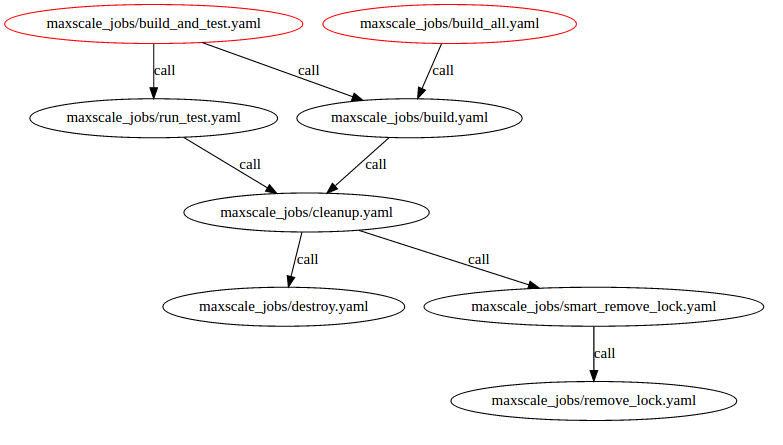 maxscale_jobs/build_and_test.yaml
maxscale_jobs/build_all.yaml
call
call
call
maxscale_jobs/run_test.yaml
maxscale_jobs/build.yaml
call
call
maxscale_jobs/cleanup.yaml
call
call
maxscale_jobs/destroy.yaml
maxscale_jobs/smart_remove_lock.yaml
call
maxscale_jobs/remove_lock.yaml